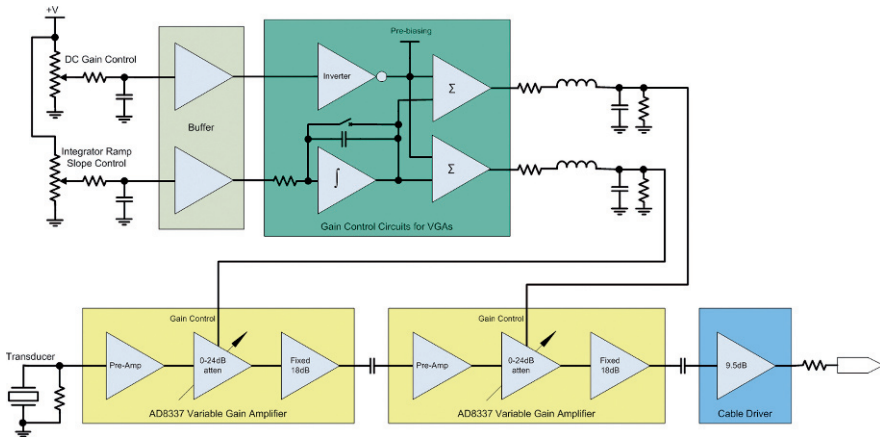 +V
DC Gain Control
Integrator Ramp
Slope Control
Buffer
Pre-biasing
Inverter
Σ
∫
Σ
Gain Control Circuits for VGAs
Transducer
Gain Control
Pre-Amp
0-24dB
atten
Fixed
18dB
AD8337 Variable Gain Amplifier
Gain Control
Pre-Amp
0-24dB
atten
Fixed
18dB
AD8337 Variable Gain Amplifier
9.5dB
Cable Driver